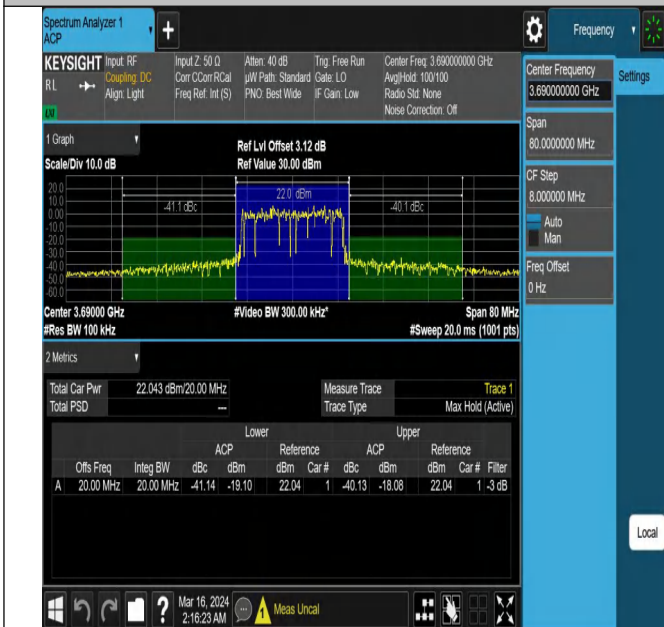 Spectrum Analyzer 1
ACP
Frequency
KEYSIGHT Input: RF Input Z: 50 Ω Atten: 40 dB Trig: Free Run Center Freq: 3.690000000 GHz
RL Coupling: DC Corr CCorr RCal µW Path: Standard Gate: LO Avg|Hold: 100/100
Align: Light Freq Ref: Int (S) PNO: Best Wide IF Gain: Low Radio Std: None
Noise Correction: Off
Center Frequency
3.690000000 GHz
Settings
Span
80.0000000 MHz
CF Step
8.000000 MHz
Auto
Man
Freq Offset
0 Hz
Local
1 Graph
Scale/Div 10.0 dB
Ref Lvl Offset 3.12 dB
Ref Value 30.00 dBm
20.0
10.0
0.00
-10.0
-20.0
-30.0
-40.0
-50.0
-60.0
-41.1 dBc
22.0 dBm
-40.1 dBc
Center 3.69000 GHz #Video BW 300.00 kHz* Span 80 MHz
#Res BW 100 kHz #Sweep 20.0 ms (1001 pts)
2 Metrics
Total Car Pwr 22.043 dBm/20.00 MHz Measure Trace Trace 1
Total PSD --- Trace Type Max Hold (Active)
Lower Upper
ACP Reference ACP Reference
Offs Freq Integ BW dBc dBm dBm Car # dBc dBm dBm Car # Filter
A 20.00 MHz 20.00 MHz -41.14 -19.10 22.04 1 -40.13 -18.08 22.04 1 -3 dB
? Mar 16, 2024
2:16:23 AM
Meas Uncal